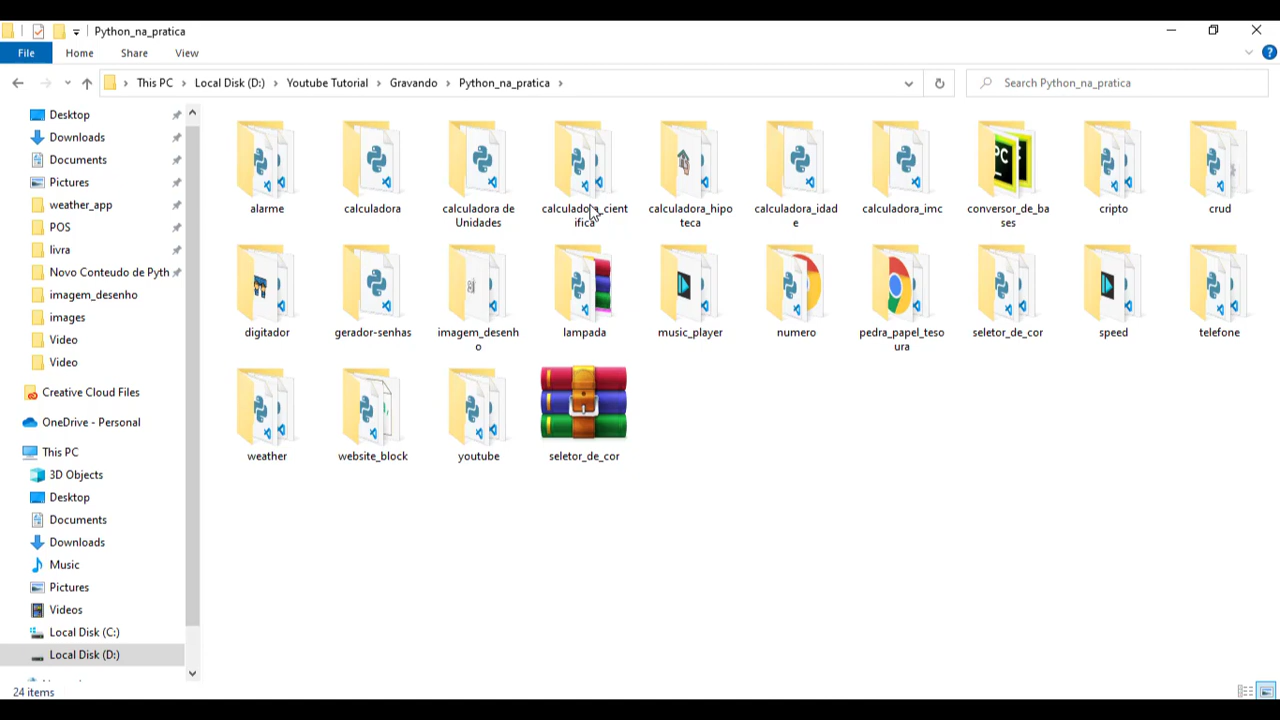 Python_na_pratica
File Home Share View
This PC Local Disk (D:) Youtube Tutorial Gravando Python_na_pratica
Search Python_na_pratica
Desktop
Downloads
Documents
Pictures
weather_app
POS
livra
Novo Conteudo de Pyth
imagem_desenho
images
Video
Video
Creative Cloud Files
OneDrive - Personal
This PC
3D Objects
Desktop
Documents
Downloads
Music
Pictures
Videos
Local Disk (C:)
Local Disk (D:)
alarme
calculadora
calculadora de
Unidades
calculadora_cient
ifica
calculadora_hipo
teca
calculadora_idad
e
calculadora_imc
conversor_de_ba
ses
cripto
crud
digitador
gerador-senhas
imagem_desenh
o
lampada
music_player
numero
pedra_papel_teso
ura
seletor_de_cor
speed
telefone
weather
website_block
youtube
seletor_de_cor
24 items